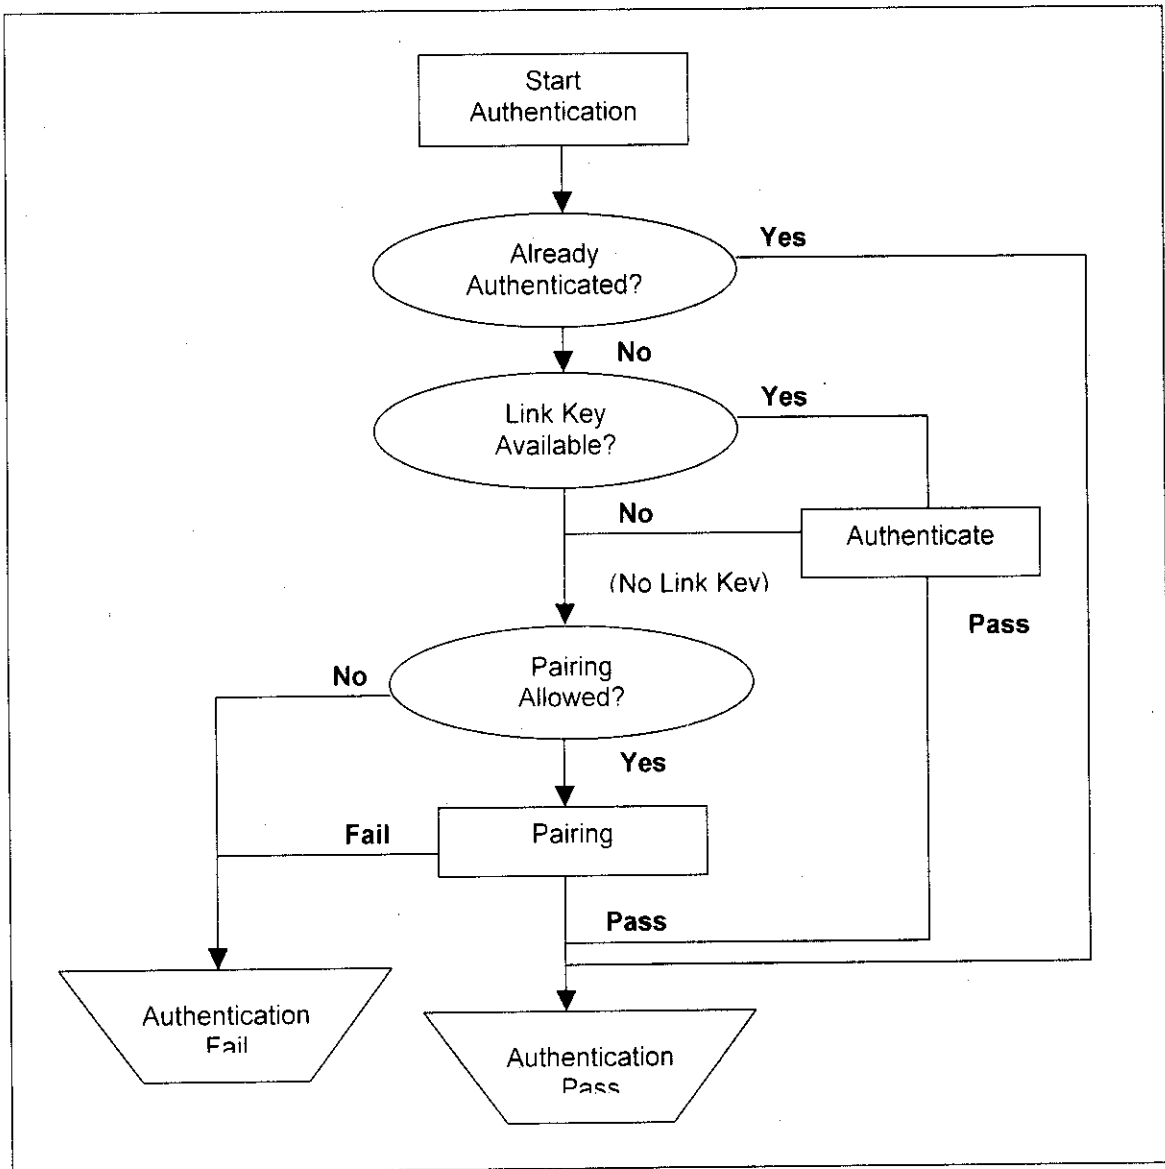 Start
Authentication
Already
Authenticated?
Yes
No
Link Key
Available?
Yes
No
Authenticate
(No Link Key)
Pass
Pairing
Allowed?
No
Yes
Pairing
Fail
Pass
Authentication
Fail
Authentication
Pass